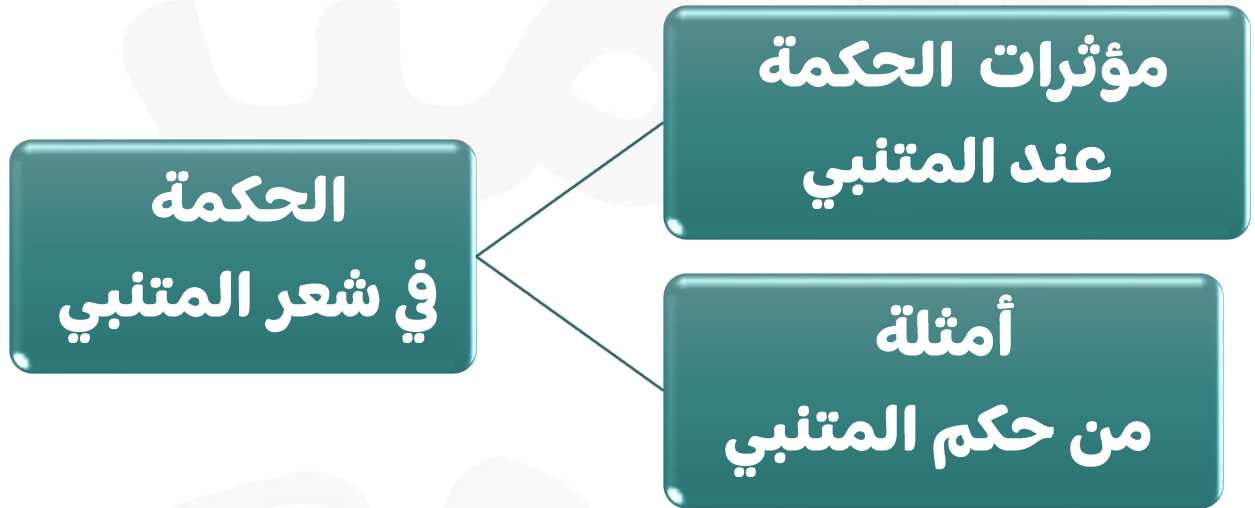 الحكمة
في شعر المتنبي
مؤثرات الحكمة
عند المتنبي
أمثلة
من حكم المتنبي